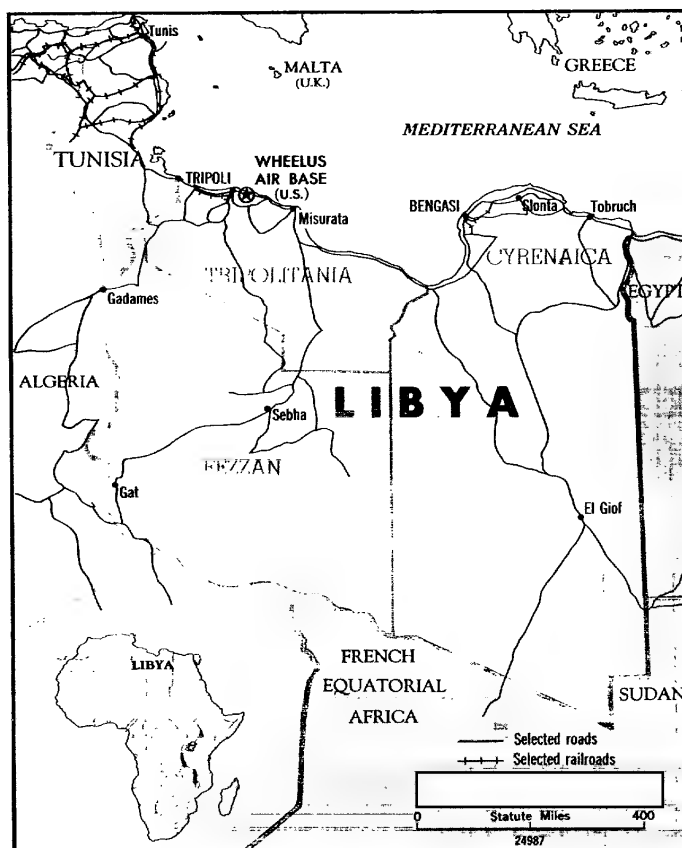 Tunis
MALTA
(U.K.)
GREECE
MEDITERRANEAN SEA
TUNISIA
TRIPOLI
WHEELUS
AIR BASE
(U.S.)
Misurata
BENGASI
Slonta
Tobruch
TRIPOLITANIA
CYRENAICA
EGYPT
Gadames
ALGERIA
LIBYA
Sebha
FEZZAN
Gat
El Giof
LIBYA
FRENCH
EQUATORIAL
AFRICA
SUDAN
Selected roads
Selected railroads
0 Statute Miles 400
24987